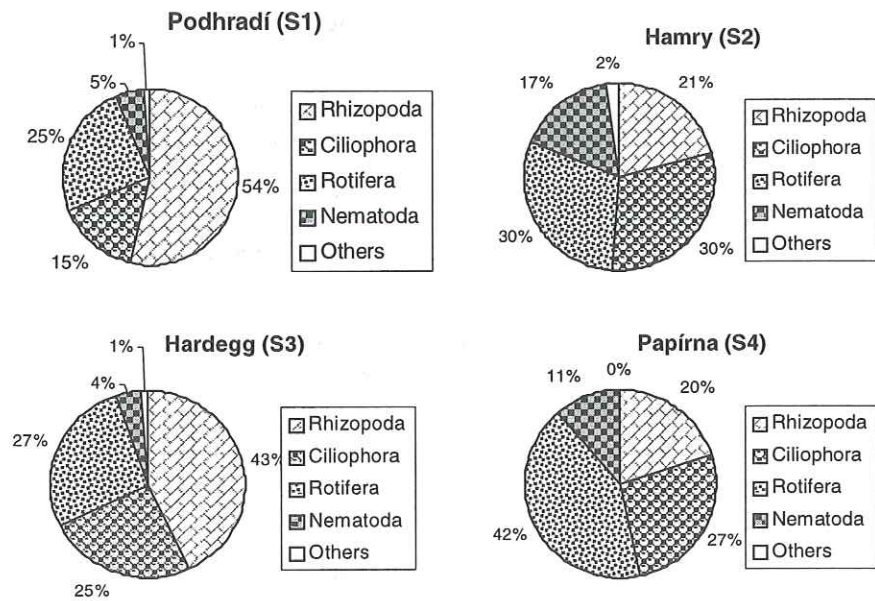 Podhradí (S1)
1%
5%
25%
15%
54%
Rhizopoda
Ciliophora
Rotifera
Nematoda
Others
Hamry (S2)
2%
17%
21%
30%
30%
Rhizopoda
Ciliophora
Rotifera
Nematoda
Others
Hardegg (S3)
1%
4%
27%
43%
25%
Rhizopoda
Ciliophora
Rotifera
Nematoda
Others
Papírna (S4)
0%
11%
20%
42%
27%
Rhizopoda
Ciliophora
Rotifera
Nematoda
Others